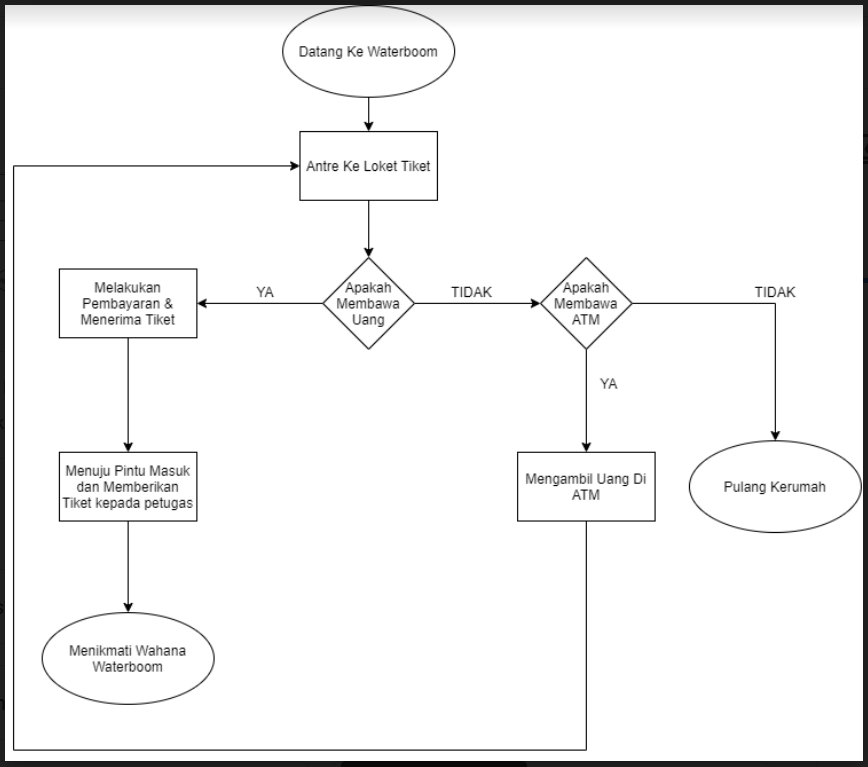 Datang Ke Waterboom
Antre Ke Loket Tiket
Melakukan
Pembayaran &
Menerima Tiket
YA
Apakah
Membawa
Uang
TIDAK
Apakah
Membawa
ATM
TIDAK
YA
Menuju Pintu Masuk
dan Memberikan
Tiket kepada petugas
Mengambil Uang Di
ATM
Pulang Kerumah
Menikmati Wahana
Waterboom